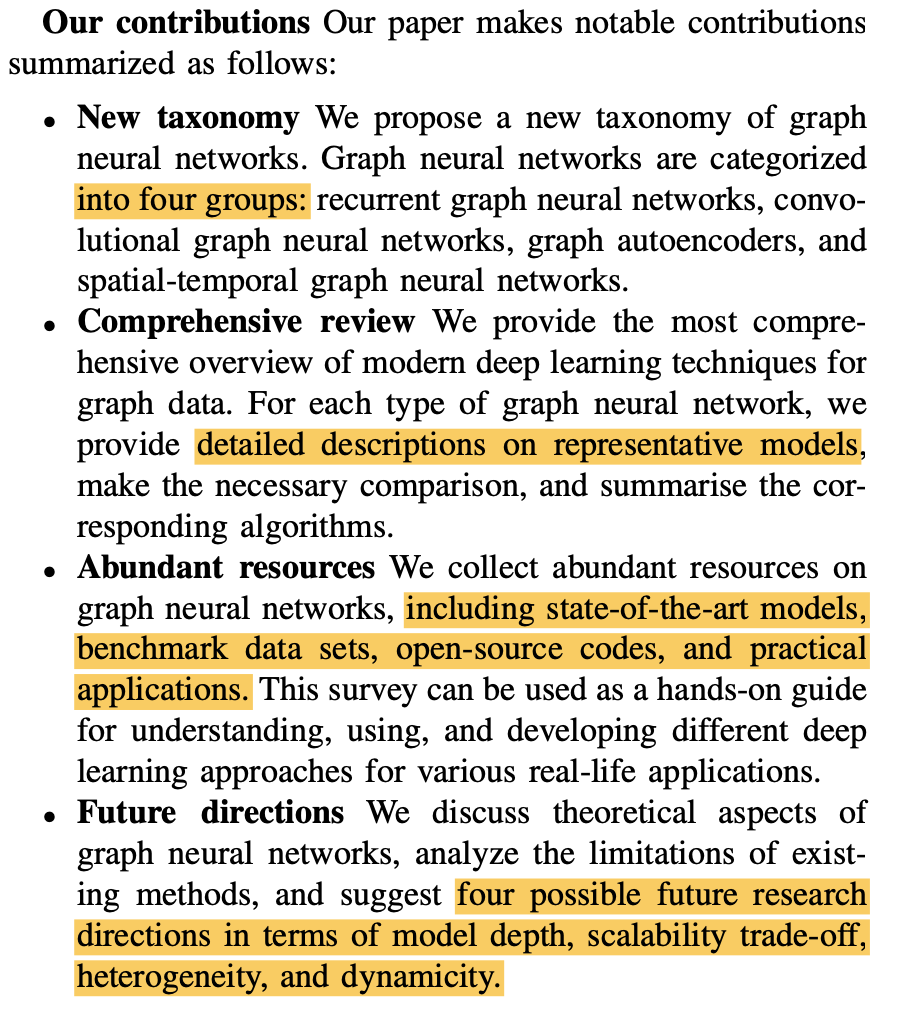 Our contributions Our paper makes notable contributions
summarized as follows:
• New taxonomy We propose a new taxonomy of graph
neural networks. Graph neural networks are categorized
into four groups: recurrent graph neural networks, convo-
lutional graph neural networks, graph autoencoders, and
spatial-temporal graph neural networks.
• Comprehensive review We provide the most compre-
hensive overview of modern deep learning techniques for
graph data. For each type of graph neural network, we
provide detailed descriptions on representative models,
make the necessary comparison, and summarise the cor-
responding algorithms.
• Abundant resources We collect abundant resources on
graph neural networks, including state-of-the-art models,
benchmark data sets, open-source codes, and practical
applications. This survey can be used as a hands-on guide
for understanding, using, and developing different deep
learning approaches for various real-life applications.
• Future directions We discuss theoretical aspects of
graph neural networks, analyze the limitations of exist-
ing methods, and suggest four possible future research
directions in terms of model depth, scalability trade-off,
heterogeneity, and dynamicity.